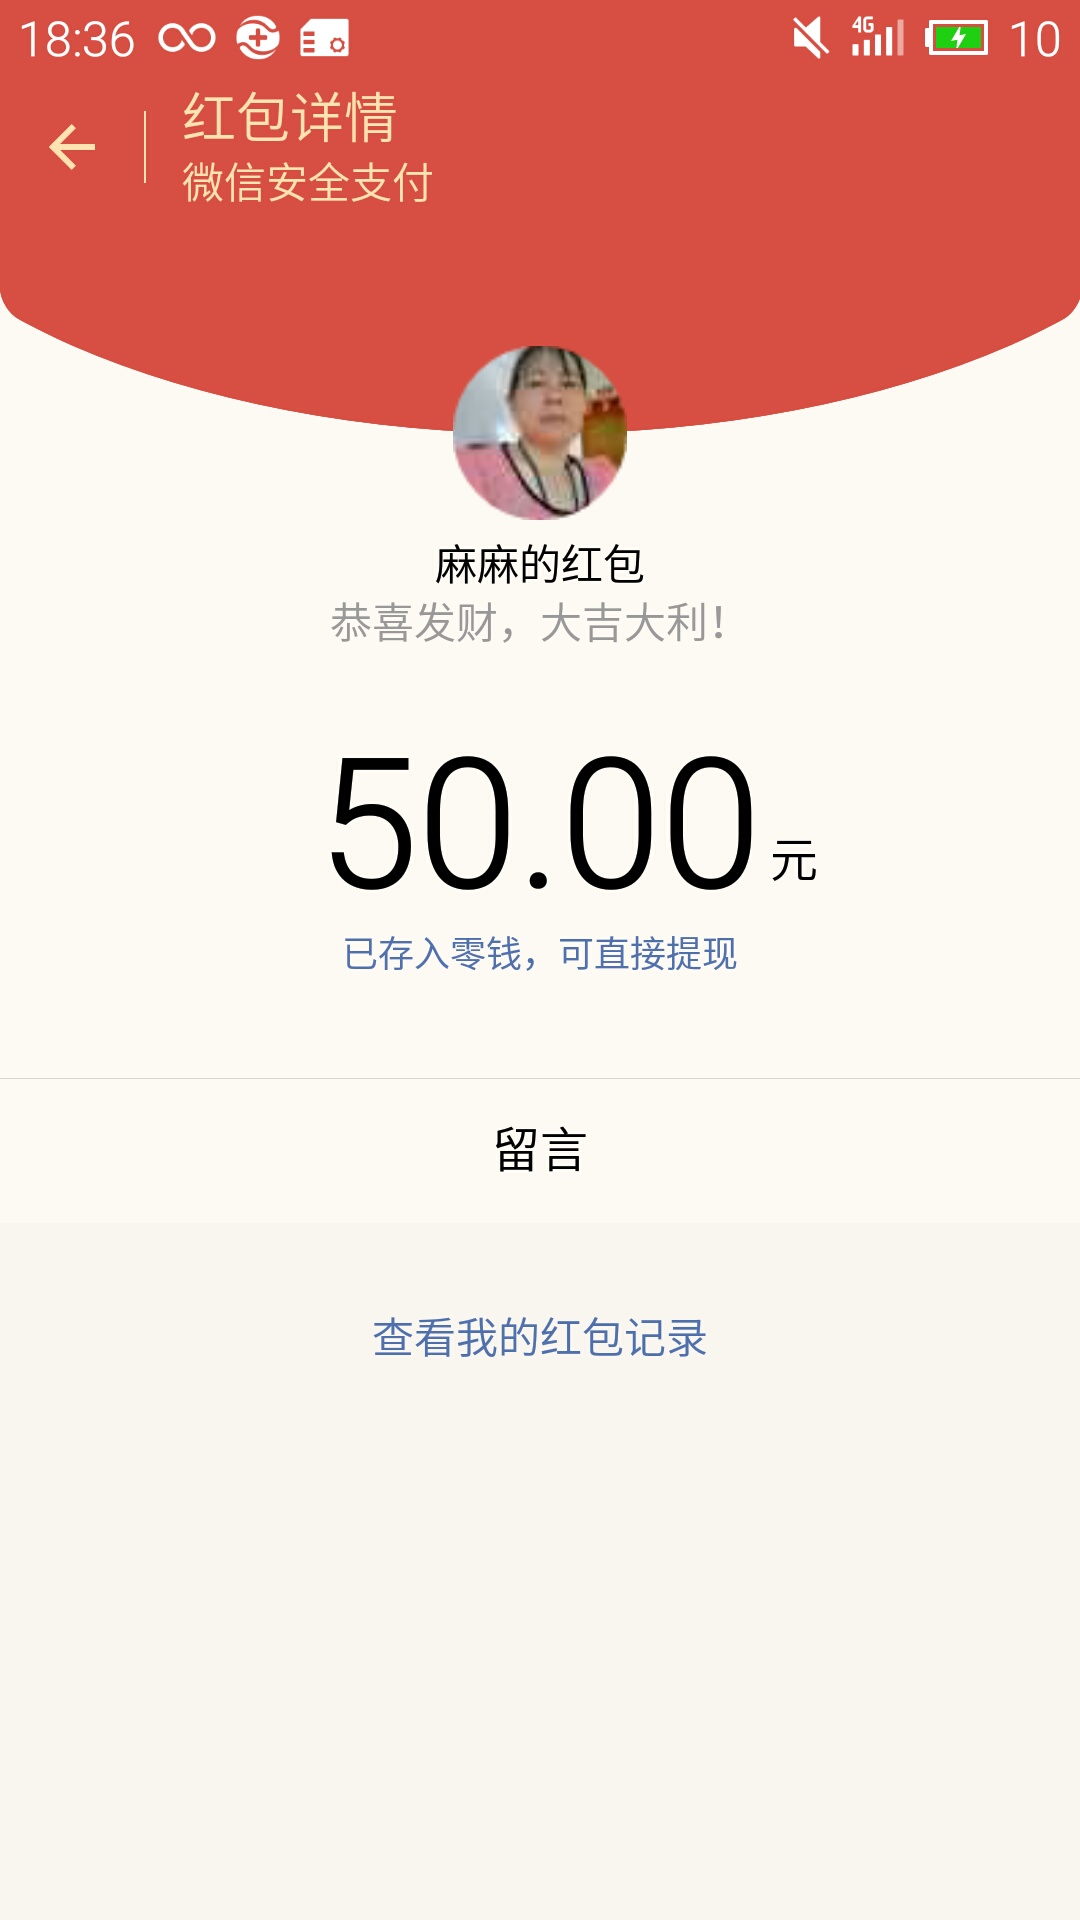 18:36 4G 10
红包详情
微信安全支付
麻麻的红包
恭喜发财，大吉大利！
50.00 元
已存入零钱，可直接提现
留言
查看我的红包记录